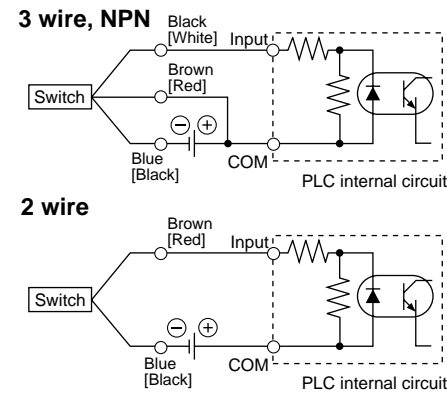 3 wire, NPN
Black
[White]
Input
Brown
[Red]
Switch
⊖ ⊕
Blue
[Black]
COM
PLC internal circuit
2 wire
Brown
[Red]
Input
Switch
⊖ ⊕
Blue
[Black]
COM
PLC internal circuit